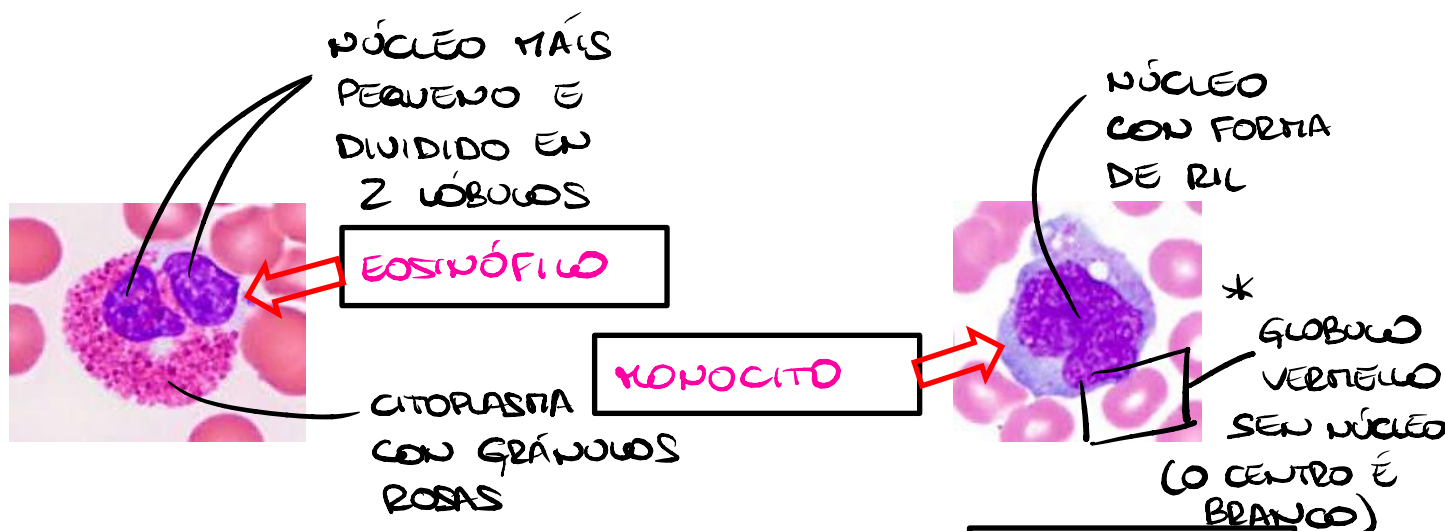 NÚCLEO MÁIS
PEQUENO E
DIVIDIDO EN
2 LÓBULOS
EOSINÓFILO
CITOPLASMA
CON GRÁNULOS
ROSAS
NÚCLEO
CON FORMA
DE RIL
MONOCITO
*
GLOBULO
VERMELLO
SEN NÚCLEO
(O CENTRO É
BRANCO)